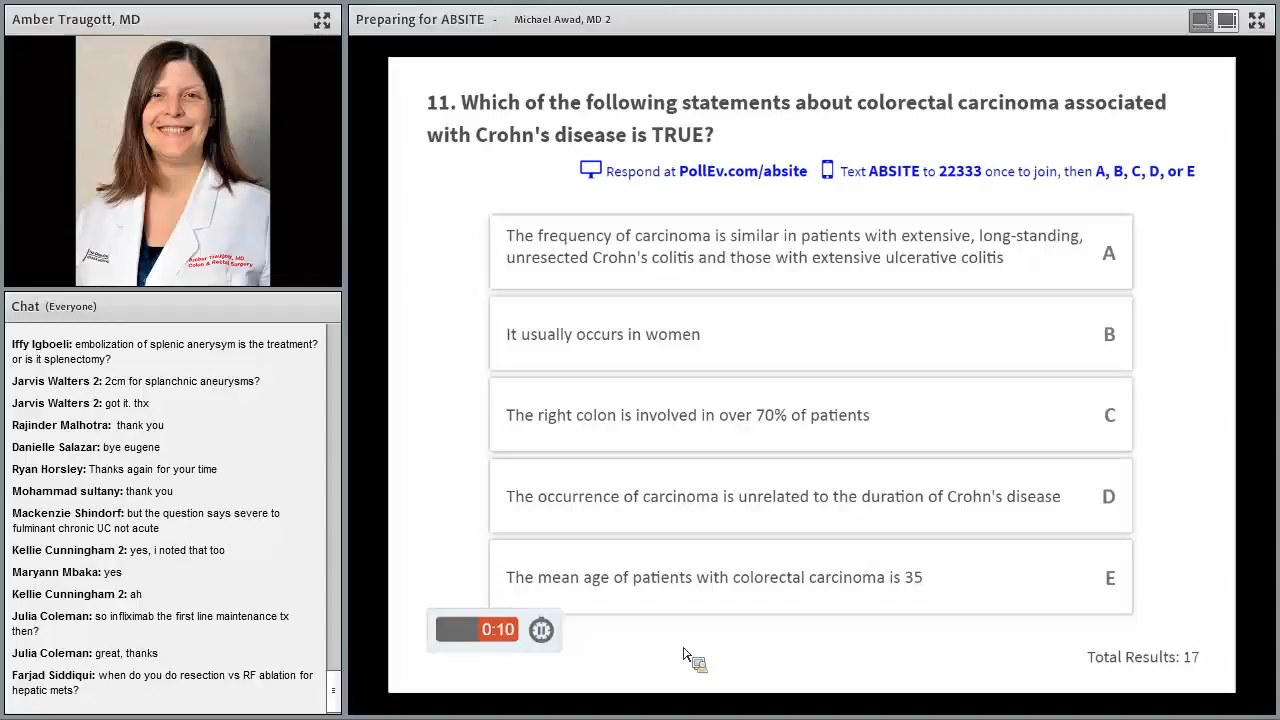 Amber Traugott, MD
Amber Traugott, MD
Colon & Rectal Surgery
Chat (Everyone)
Iffy Igboeli: embolization of splenic anerysym is the treatment?
or is it splenectomy?
Jarvis Walters 2: 2cm for splanchnic aneurysms?
Jarvis Walters 2: got it. thx
Rajinder Malhotra: thank you
Danielle Salazar: bye eugene
Ryan Horsley: Thanks again for your time
Mohammad sultany: thank you
Mackenzie Shindorf: but the question says severe to
fulminant chronic UC not acute
Kellie Cunningham 2: yes, i noted that too
Maryann Mbaka: yes
Kellie Cunningham 2: ah
Julia Coleman: so infliximab the first line maintenance tx
then?
Julia Coleman: great, thanks
Farjad Siddiqui: when do you do resection vs RF ablation for
hepatic mets?
Preparing for ABSITE - Michael Awad, MD 2
11. Which of the following statements about colorectal carcinoma associated
with Crohn's disease is TRUE?
Respond at PollEv.com/absite Text ABSITE to 22333 once to join, then A, B, C, D, or E
The frequency of carcinoma is similar in patients with extensive, long-standing,
unresected Crohn's colitis and those with extensive ulcerative colitis
A
It usually occurs in women B
The right colon is involved in over 70% of patients C
The occurrence of carcinoma is unrelated to the duration of Crohn's disease D
The mean age of patients with colorectal carcinoma is 35 E
0:10
Total Results: 17